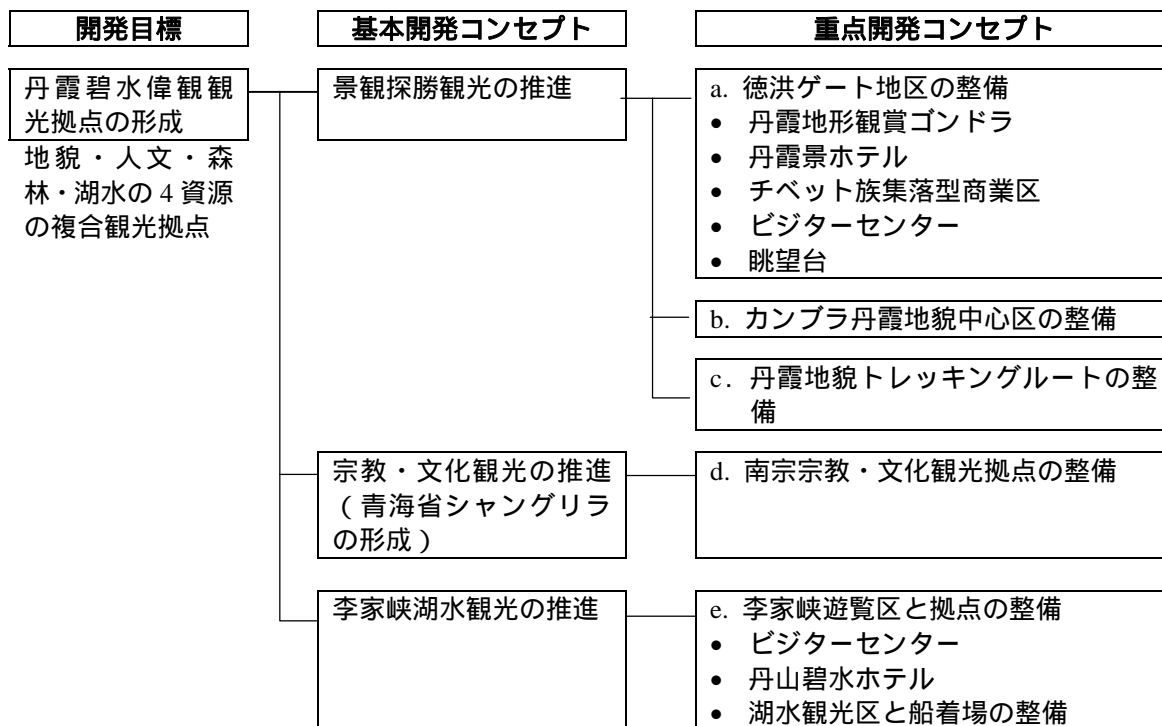 開発目標
基本開発コンセプト
重点開発コンセプト
丹霞碧水偉観観
光拠点の形成
地貌・人文・森
林・湖水の 4 資源
の複合観光拠点
景観探勝観光の推進
a. 徳洪ゲート地区の整備
• 丹霞地形観賞ゴンドラ
• 丹霞景ホテル
• チベット族集落型商業区
• ビジターセンター
• 眺望台
b. カンブラ丹霞地貌中心区の整備
c. 丹霞地貌トレッキングルートの整
備
宗教・文化観光の推進
（青海省シャングリラ
の形成）
d. 南宗宗教・文化観光拠点の整備
李家峡湖水観光の推進
e. 李家峡遊覧区と拠点の整備
• ビジターセンター
• 丹山碧水ホテル
• 湖水観光区と船着場の整備